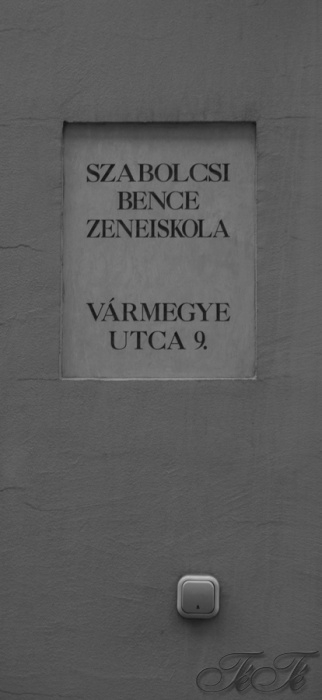 SZABOLCSI
BENCE
ZENEISKOLA
VÁRMEGYE
UTCA 9.